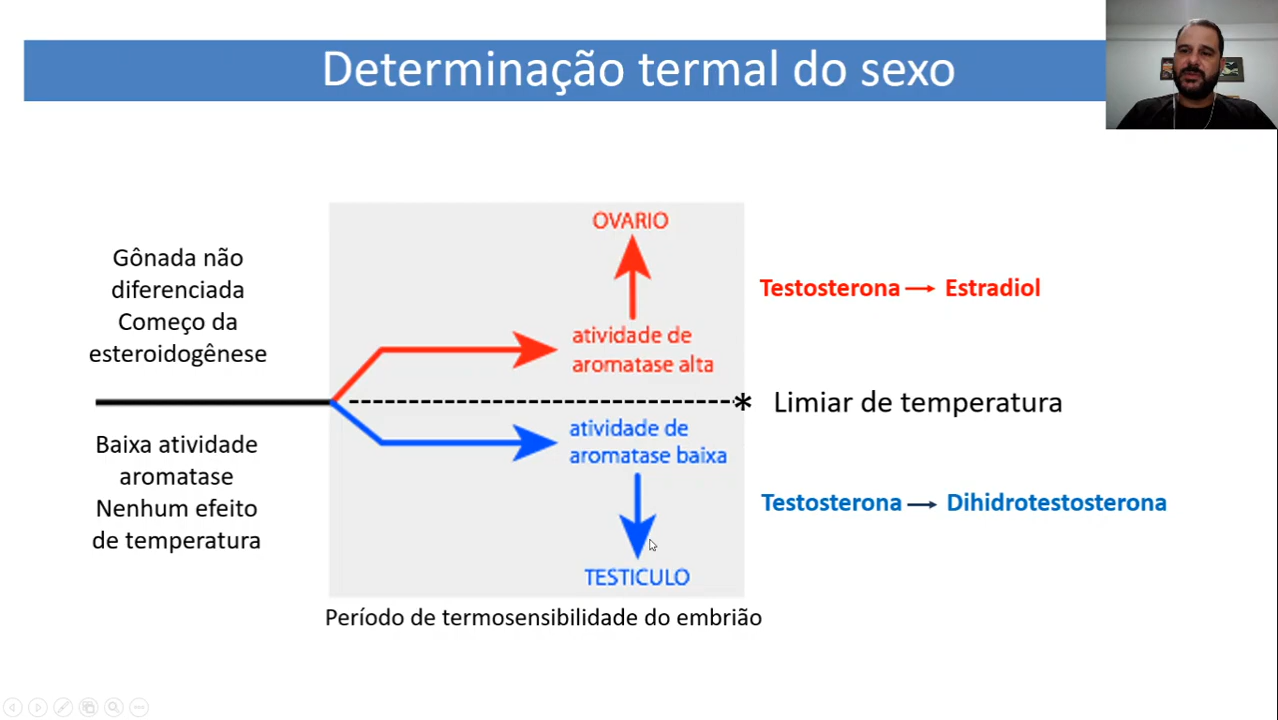 Determinação termal do sexo
Gônada não
diferenciada
Começo da
esteroidogênese
Baixa atividade
aromatase
Nenhum efeito
de temperatura
OVARIO
atividade de
aromatase alta
atividade de
aromatase baixa
TESTICULO
Período de termosensibilidade do embrião
Testosterona → Estradiol
* Limiar de temperatura
Testosterona → Dihidrotestosterona